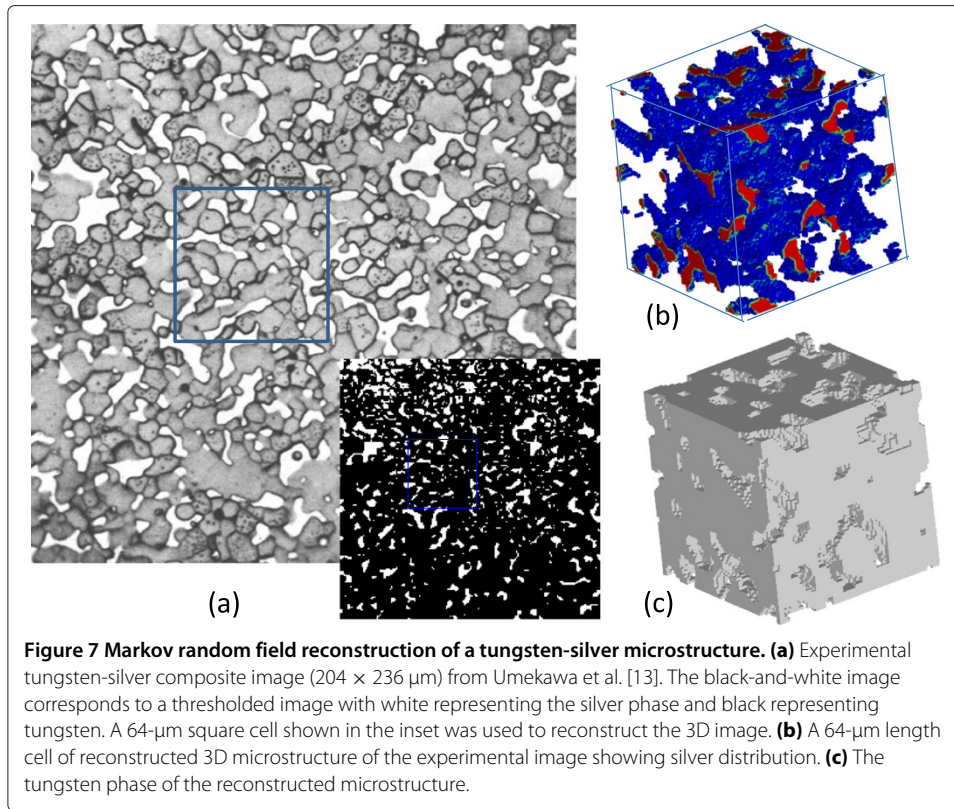 (a)
(b)
(c)
Figure 7 Markov random field reconstruction of a tungsten-silver microstructure. (a) Experimental
tungsten-silver composite image (204 × 236 μm) from Umekawa et al. [13]. The black-and-white image
corresponds to a thresholded image with white representing the silver phase and black representing
tungsten. A 64-μm square cell shown in the inset was used to reconstruct the 3D image. (b) A 64-μm length
cell of reconstructed 3D microstructure of the experimental image showing silver distribution. (c) The
tungsten phase of the reconstructed microstructure.